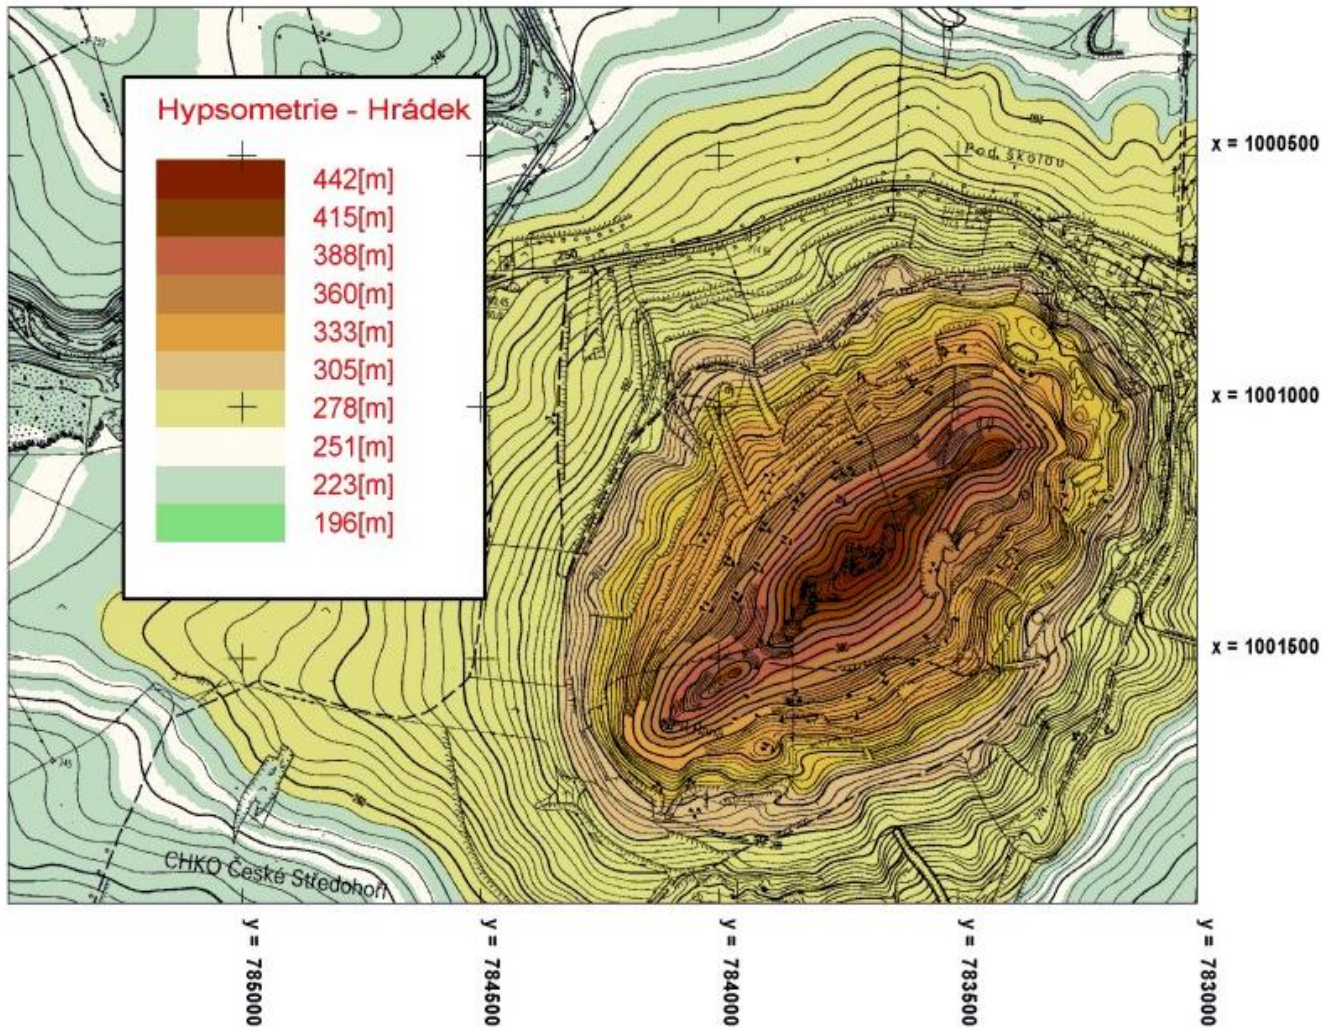 Hypsometrie - Hrádek
442[m]
415[m]
388[m]
360[m]
333[m]
305[m]
278[m]
251[m]
223[m]
196[m]
Pod školou
250
CHKO České Středohoří
x = 1000500
x = 1001000
x = 1001500
y = 785000
y = 784500
y = 784000
y = 783500
y = 783000